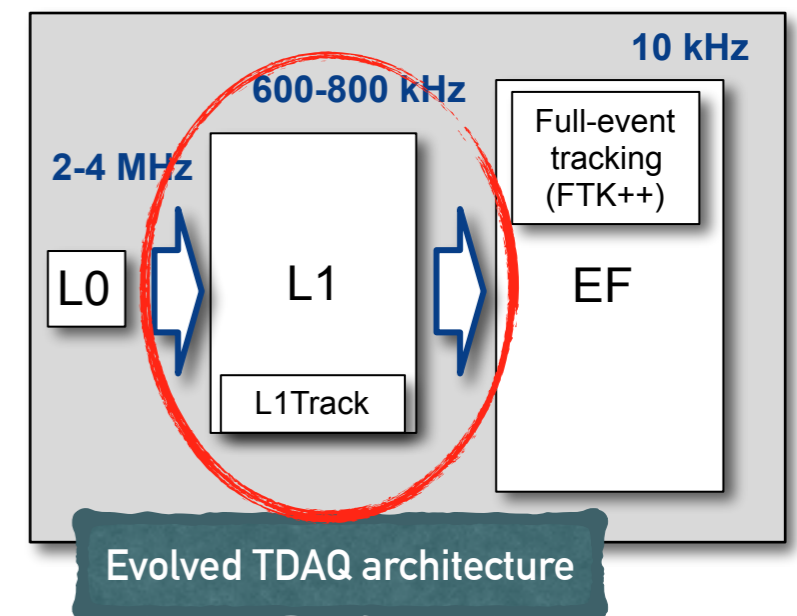 10 kHz
600-800 kHz
2-4 MHz
Full-event
tracking
(FTK++)
L0
L1
EF
L1Track
Evolved TDAQ architecture